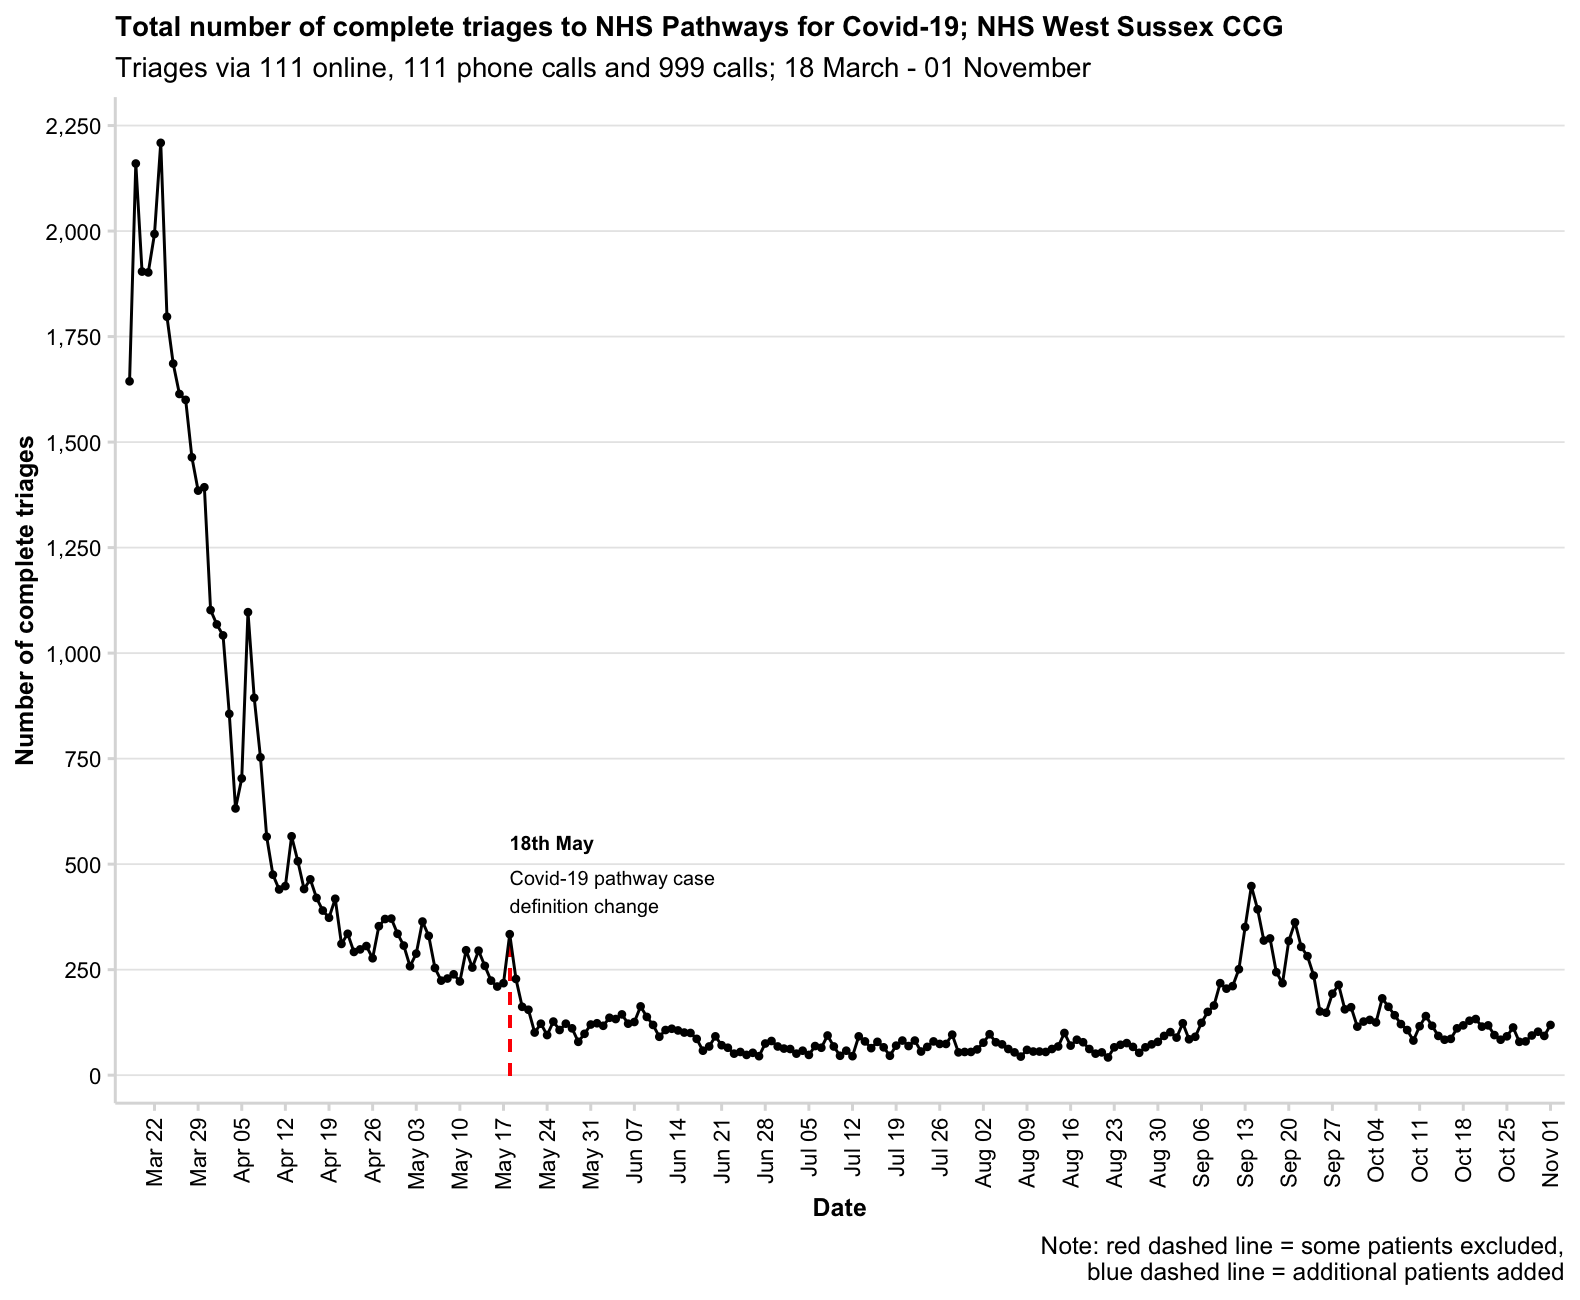 Total number of complete triages to NHS Pathways for Covid-19; NHS West Sussex CCG
Triages via 111 online, 111 phone calls and 999 calls; 18 March - 01 November
Number of complete triages
2,250
2,000
1,750
1,500
1,250
1,000
750
500
250
0
18th May
Covid-19 pathway case
definition change
Mar 22
Mar 29
Apr 05
Apr 12
Apr 19
Apr 26
May 03
May 10
May 17
May 24
May 31
Jun 07
Jun 14
Jun 21
Jun 28
Jul 05
Jul 12
Jul 19
Jul 26
Aug 02
Aug 09
Aug 16
Aug 23
Aug 30
Sep 06
Sep 13
Sep 20
Sep 27
Oct 04
Oct 11
Oct 18
Oct 25
Nov 01
Date
Note: red dashed line = some patients excluded,
blue dashed line = additional patients added